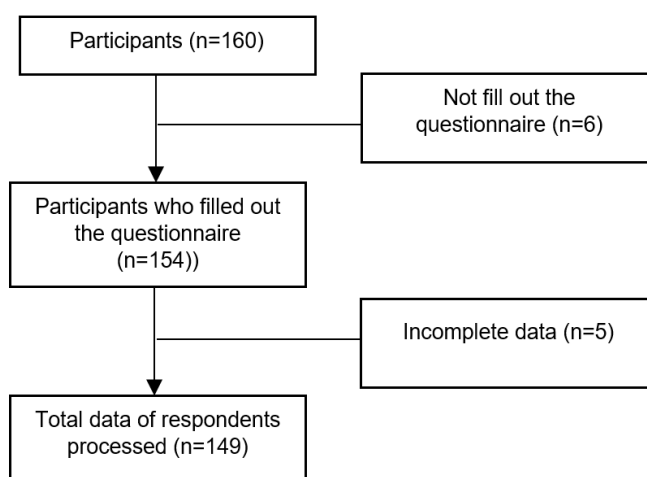 Participants (n=160)
Not fill out the
questionnaire (n=6)
Participants who filled out
the questionnaire
(n=154))
Incomplete data (n=5)
Total data of respondents
processed (n=149)